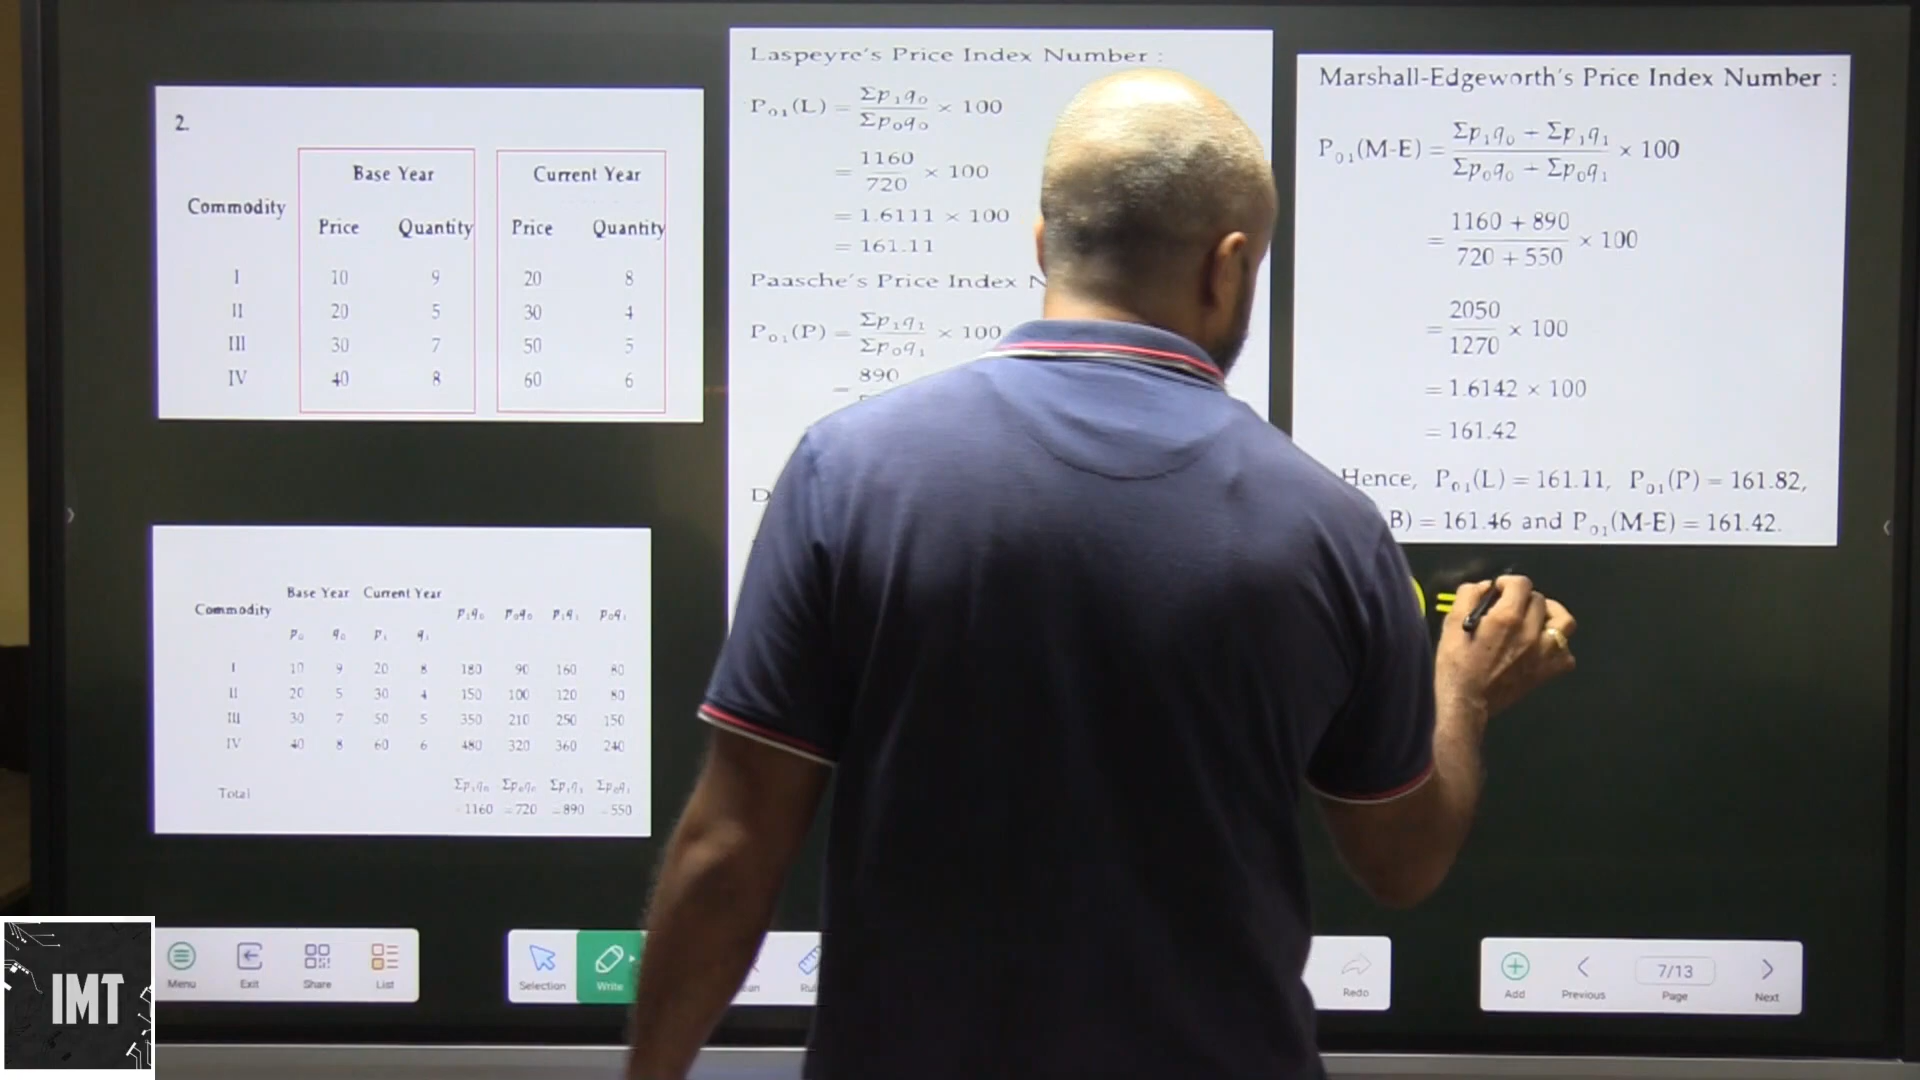 2.
Base Year Current Year
Commodity
Price Quantity Price Quantity
I 10 9 20 8
II 20 5 30 4
III 30 7 50 5
IV 40 8 60 6
Base Year Current Year
Commodity p₁q₀ p₀q₀ p₁q₁ p₀q₁
p₀ q₀ p₁ q₁
I 10 9 20 8 180 90 160 80
II 20 5 30 4 150 100 120 80
III 30 7 50 5 350 210 250 150
IV 40 8 60 6 480 320 360 240
Σp₁q₀ Σp₀q₀ Σp₁q₁ Σp₀q₁
Total
1160 = 720 = 890 = 550
Laspeyre's Price Index Number :
P₀₁(L) = Σp₁q₀ / Σp₀q₀ × 100
= 1160 / 720 × 100
= 1.6111 × 100
= 161.11
Paasche's Price Index N
P₀₁(P) = Σp₁q₁ / Σp₀q₁ × 100
= 890
D
Marshall-Edgeworth's Price Index Number :
P₀₁(M-E) = Σp₁q₀ + Σp₁q₁ / Σp₀q₀ + Σp₀q₁ × 100
= 1160 + 890 / 720 + 550 × 100
= 2050 / 1270 × 100
= 1.6142 × 100
= 161.42
Hence, P₀₁(L) = 161.11, P₀₁(P) = 161.82,
B) = 161.46 and P₀₁(M-E) = 161.42.
) =
Menu Exit Share List
Selection Write
Redo
Add Previous 7/13 Page Next
IMT